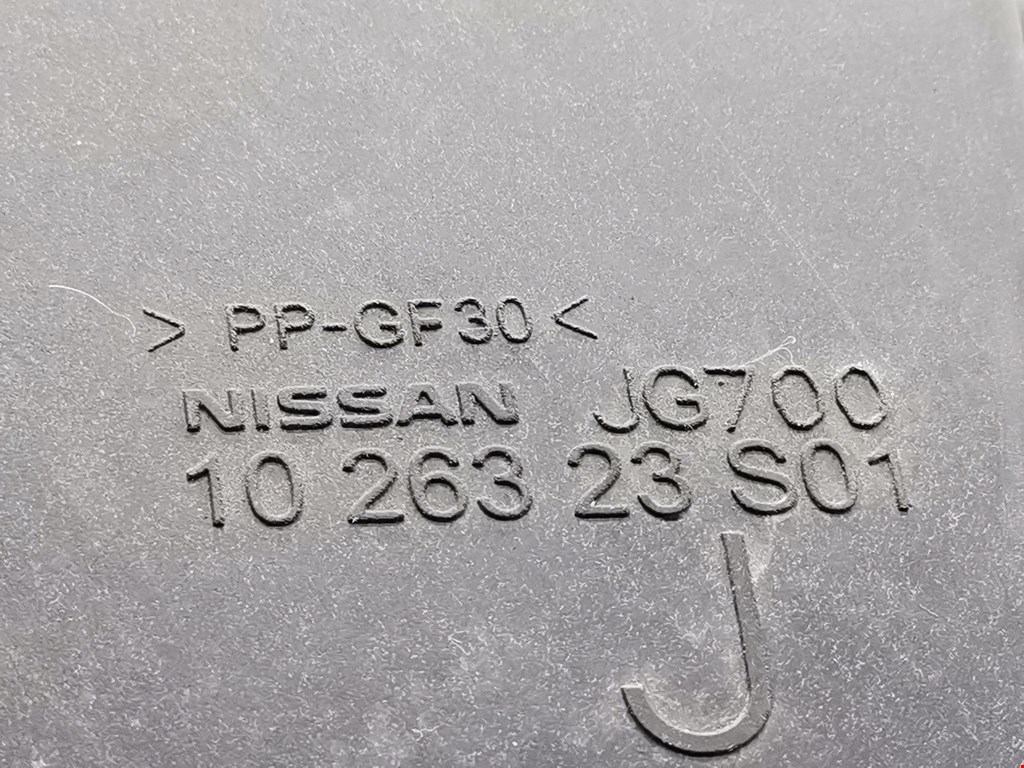 > PP-GF30 <
NISSAN JG700
10 263 23 S01
J